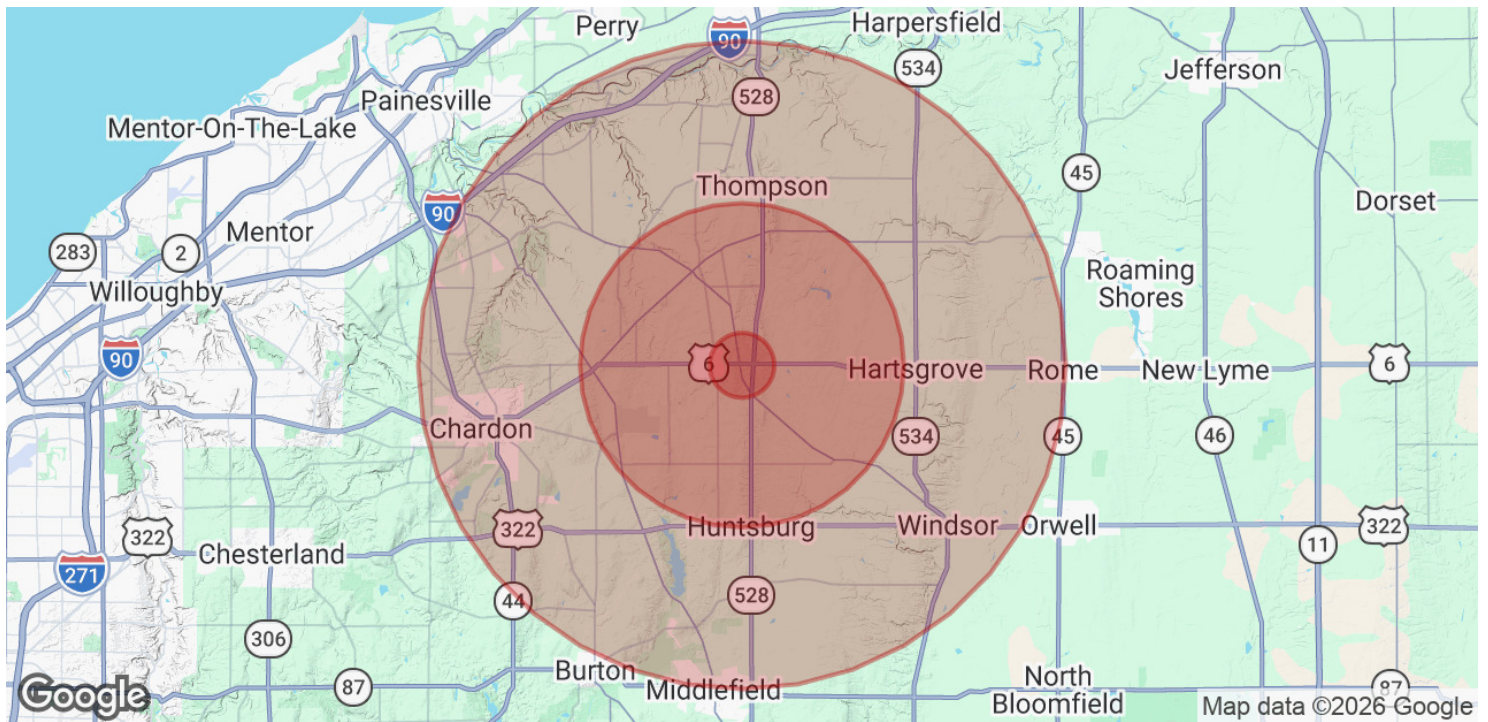 Perry
90
Harpersfield
534
Jefferson
528
Painesville
Mentor-On-The-Lake
45
Thompson
Dorset
90
Mentor
283
2
Willoughby
Roaming
Shores
90
6
Hartsgrove
Rome
New Lyme
6
Chardon
534
45
46
322
Huntsburg
Windsor
Orwell
322
322
Chesterland
11
271
44
528
306
Burton
Middlefield
North
Bloomfield
87
87
Google
Map data ©2026 Google